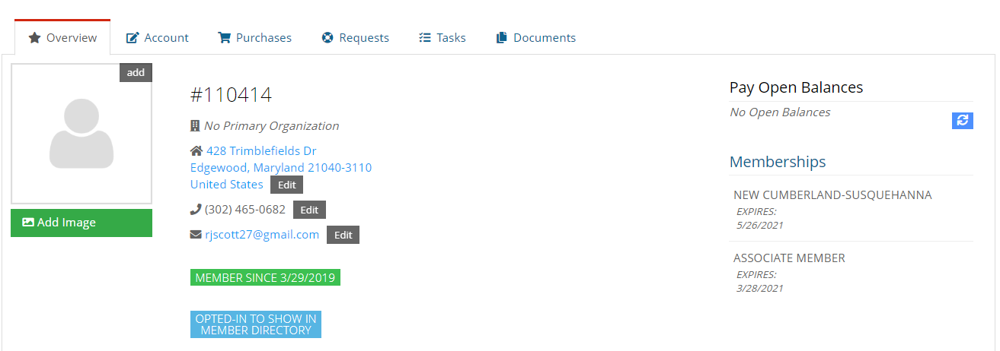 Overview Account Purchases Requests Tasks Documents
add
Add Image
#110414
No Primary Organization
428 Trimblefields Dr
Edgewood, Maryland 21040-3110
United States Edit
(302) 465-0682 Edit
rjscott27@gmail.com Edit
MEMBER SINCE 3/29/2019
OPTED-IN TO SHOW IN
MEMBER DIRECTORY
Pay Open Balances
No Open Balances
Memberships
NEW CUMBERLAND-SUSQUEHANNA
EXPIRES:
5/26/2021
ASSOCIATE MEMBER
EXPIRES:
3/28/2021